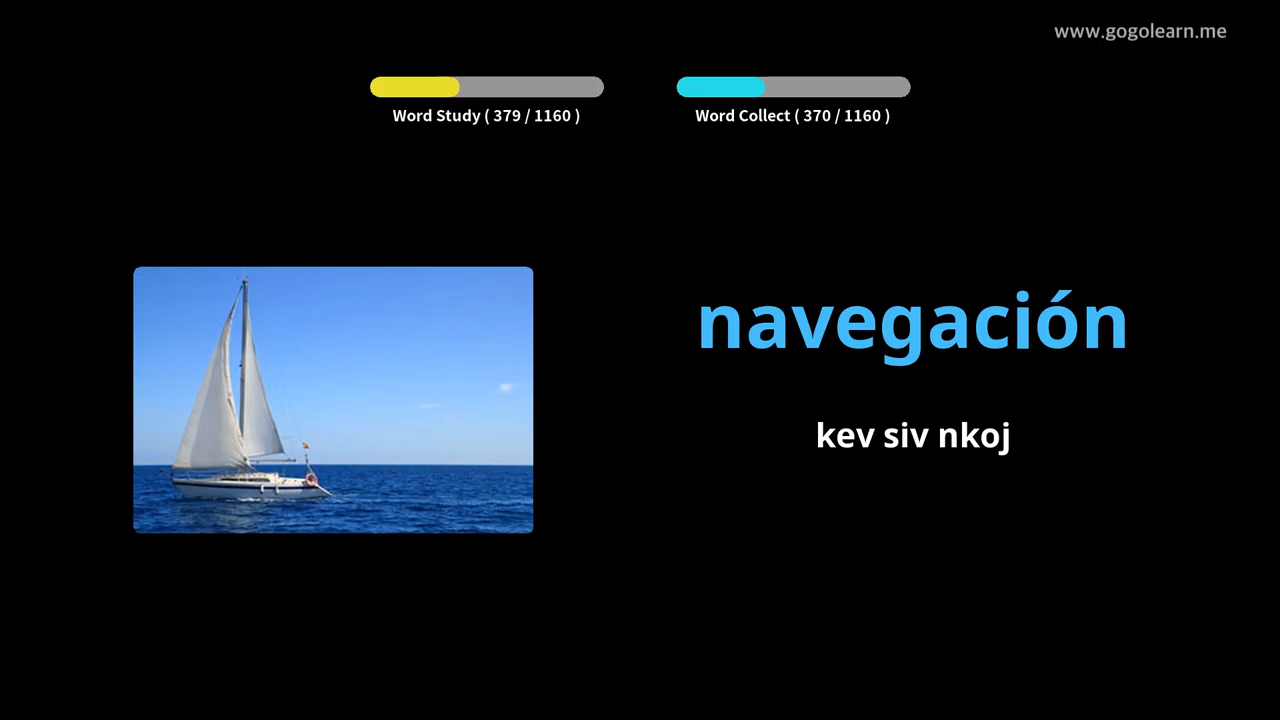 www.gogolearn.me
Word Study ( 379 / 1160 )
Word Collect ( 370 / 1160 )
navegación
kev siv nkoj